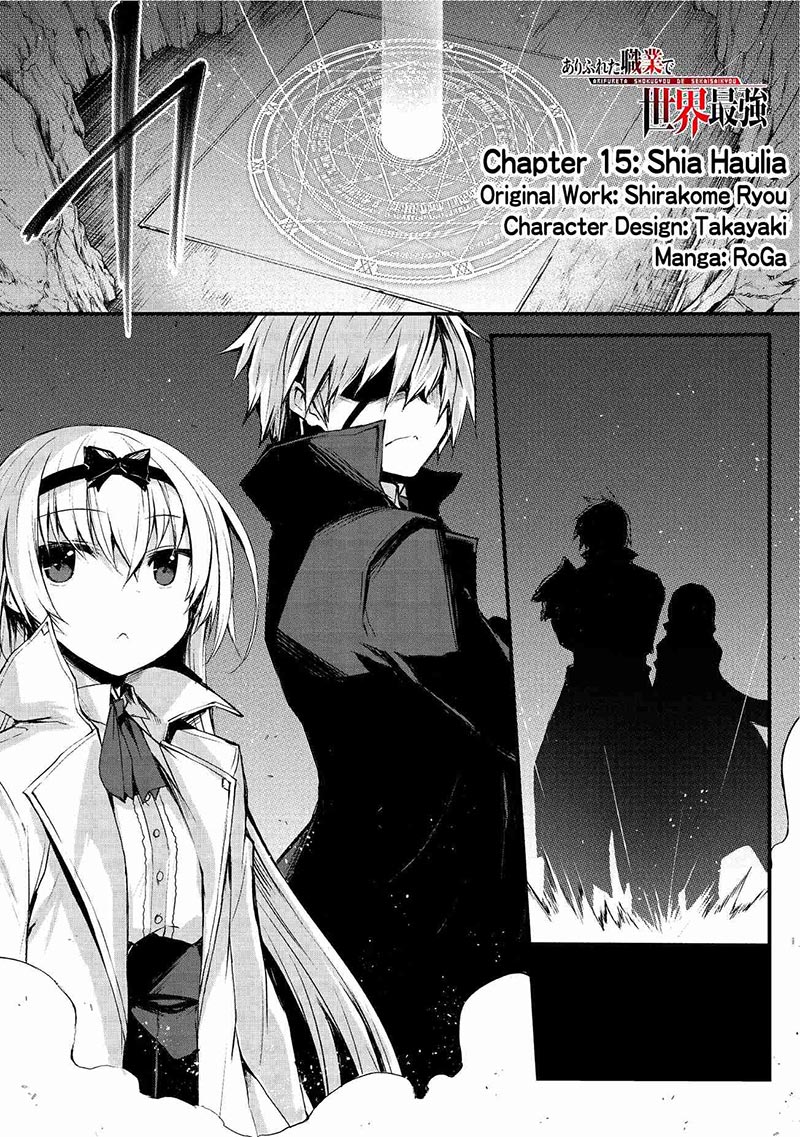 ありふれた職業で
ARIFURETA SHOKUGYOU DE SEKAISAIKYOU
世界最強
Chapter 15: Shia Haulia
Original Work: Shirakome Ryou
Character Design: Takayaki
Manga: RoGa